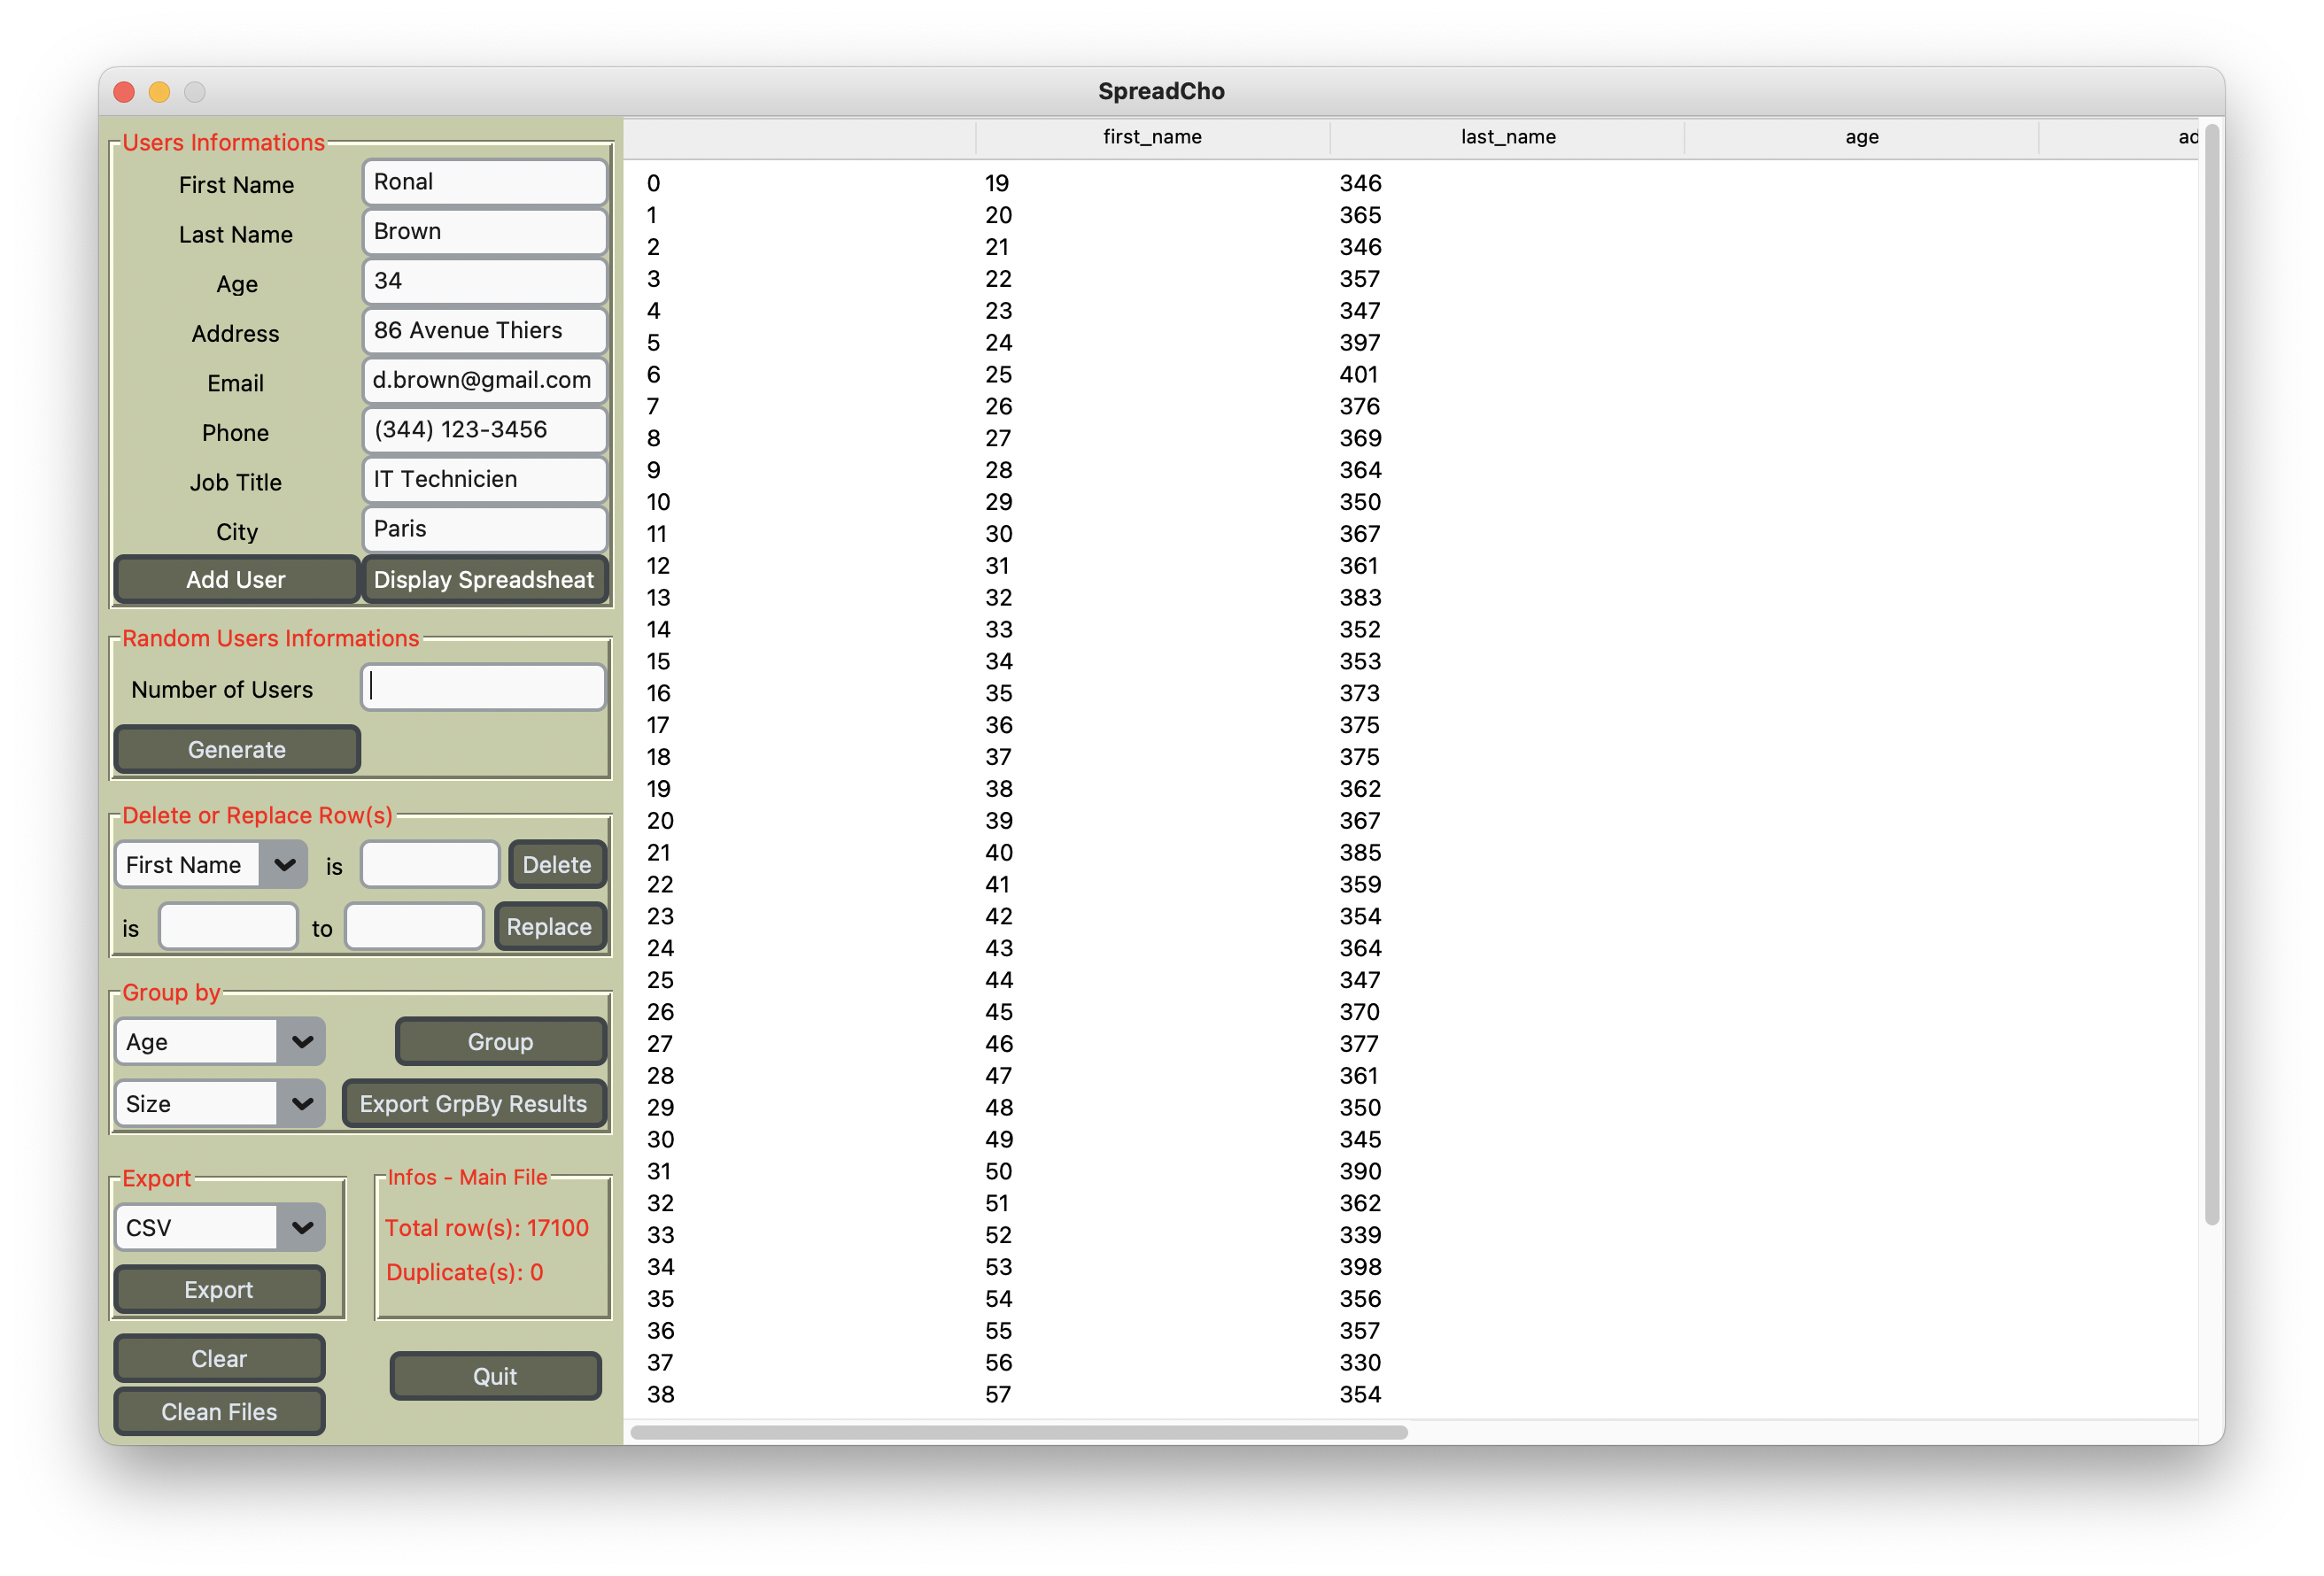 SpreadCho
Users Informations
First Name Ronal
Last Name Brown
Age 34
Address 86 Avenue Thiers
Email d.brown@gmail.com
Phone (344) 123-3456
Job Title IT Technicien
City Paris
Add User Display Spreadsheat
Random Users Informations
Number of Users
Generate
Delete or Replace Row(s)
First Name is Delete
is to Replace
Group by
Age Group
Size Export GrpBy Results
Export
CSV
Export
Infos - Main File
Total row(s): 17100
Duplicate(s): 0
Clear
Clean Files
Quit
first_name last_name age ad
0 19 346
1 20 365
2 21 346
3 22 357
4 23 347
5 24 397
6 25 401
7 26 376
8 27 369
9 28 364
10 29 350
11 30 367
12 31 361
13 32 383
14 33 352
15 34 353
16 35 373
17 36 375
18 37 375
19 38 362
20 39 367
21 40 385
22 41 359
23 42 354
24 43 364
25 44 347
26 45 370
27 46 377
28 47 361
29 48 350
30 49 345
31 50 390
32 51 362
33 52 339
34 53 398
35 54 356
36 55 357
37 56 330
38 57 354